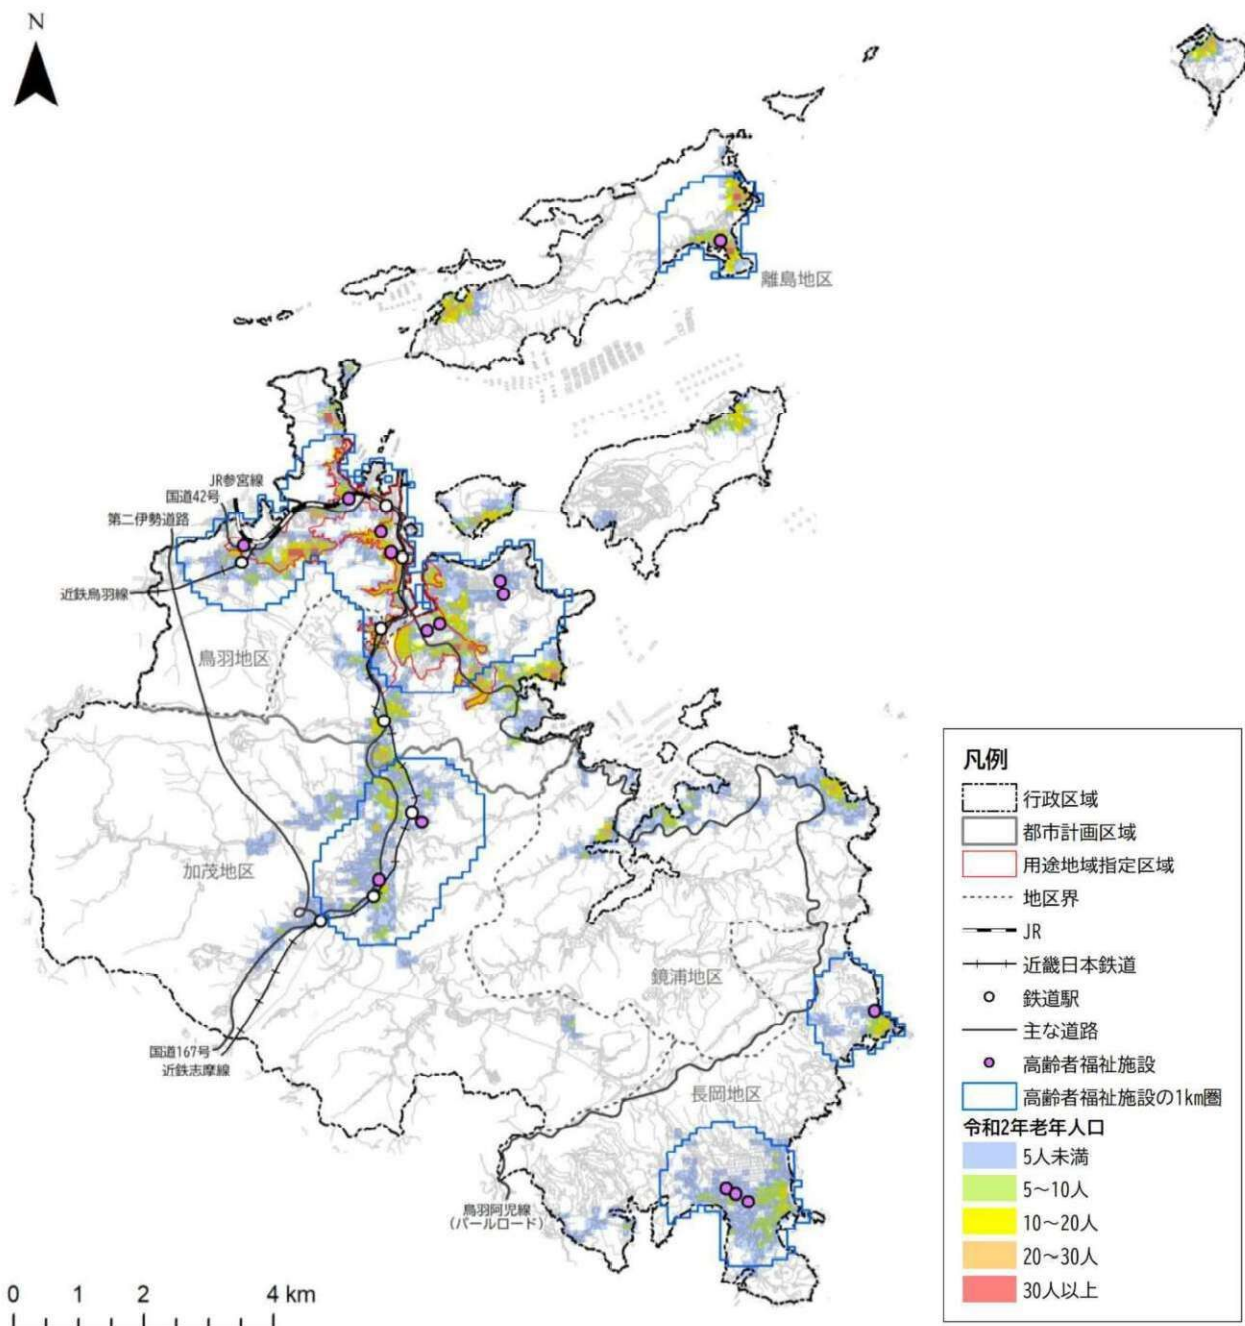 N
離島地区
JR参宮線
国道42号
第二伊勢道路
近鉄鳥羽線
鳥羽地区
加茂地区
鏡浦地区
国道167号
近鉄志摩線
長岡地区
鳥羽阿児線
(パールロード)
0 1 2 4 km
凡例
行政区域
都市計画区域
用途地域指定区域
地区界
JR
近畿日本鉄道
鉄道駅
主な道路
高齢者福祉施設
高齢者福祉施設の1km圏
令和2年老年人口
5人未満
5～10人
10～20人
20～30人
30人以上